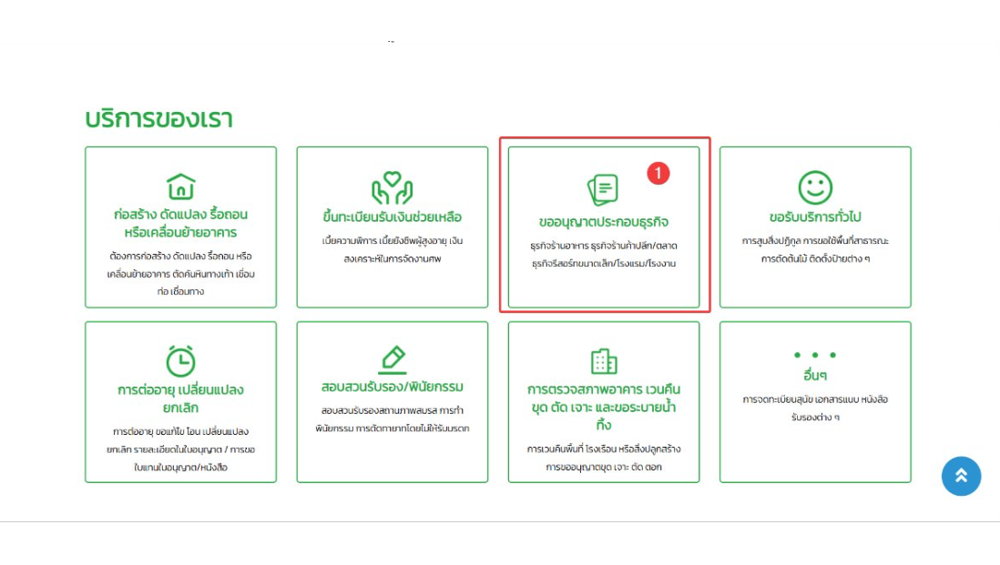 บริการของเรา
ก่อสร้าง ดัดแปลง รื้อถอน
หรือเคลื่อนย้ายอาคาร
ต้องการก่อสร้าง ดัดแปลง รื้อถอน หรือ
เคลื่อนย้ายอาคาร ตัดคันหินทางเท้า เชื่อม
ท่อ เชื่อมทาง
ขึ้นทะเบียนรับเงินช่วยเหลือ
เบี้ยความพิการ เบี้ยยังชีพผู้สูงอายุ เงิน
สงเคราะห์ในการจัดงานศพ
1
ขออนุญาตประกอบธุรกิจ
ธุรกิจร้านอาหาร ธุรกิจร้านค้าปลีก/ตลาด
ธุรกิจรีสอร์ทขนาดเล็ก/โรงแรม/โรงงาน
ขอรับบริการทั่วไป
การสูบสิ่งปฏิกูล การขอใช้พื้นที่สาธารณะ
การตัดต้นไม้ ติดตั้งป้ายต่าง ๆ
การต่ออายุ เปลี่ยนแปลง
ยกเลิก
การต่ออายุ ขอแก้ไข โอน เปลี่ยนแปลง
ยกเลิก รายละเอียดในใบอนุญาต / การขอ
ใบแทนใบอนุญาต/หนังสือ
สอบสวนรับรอง/พินัยกรรม
สอบสวนรับรองสถานภาพสมรส การทำ
พินัยกรรม การตัดทายาทโดยไม่ให้รับมรดก
การตรวจสภาพอาคาร เวนคืน
ขุด ตัด เจาะ และขอระบายน้ำ
ทิ้ง
การเวนคืนพื้นที่ โรงเรือน หรือสิ่งปลูกสร้าง
การขออนุญาตขุด เจาะ ตัด ตอก
อื่นๆ
การจดทะเบียนสุนัข เอกสารแบบ หนังสือ
รับรองต่าง ๆ